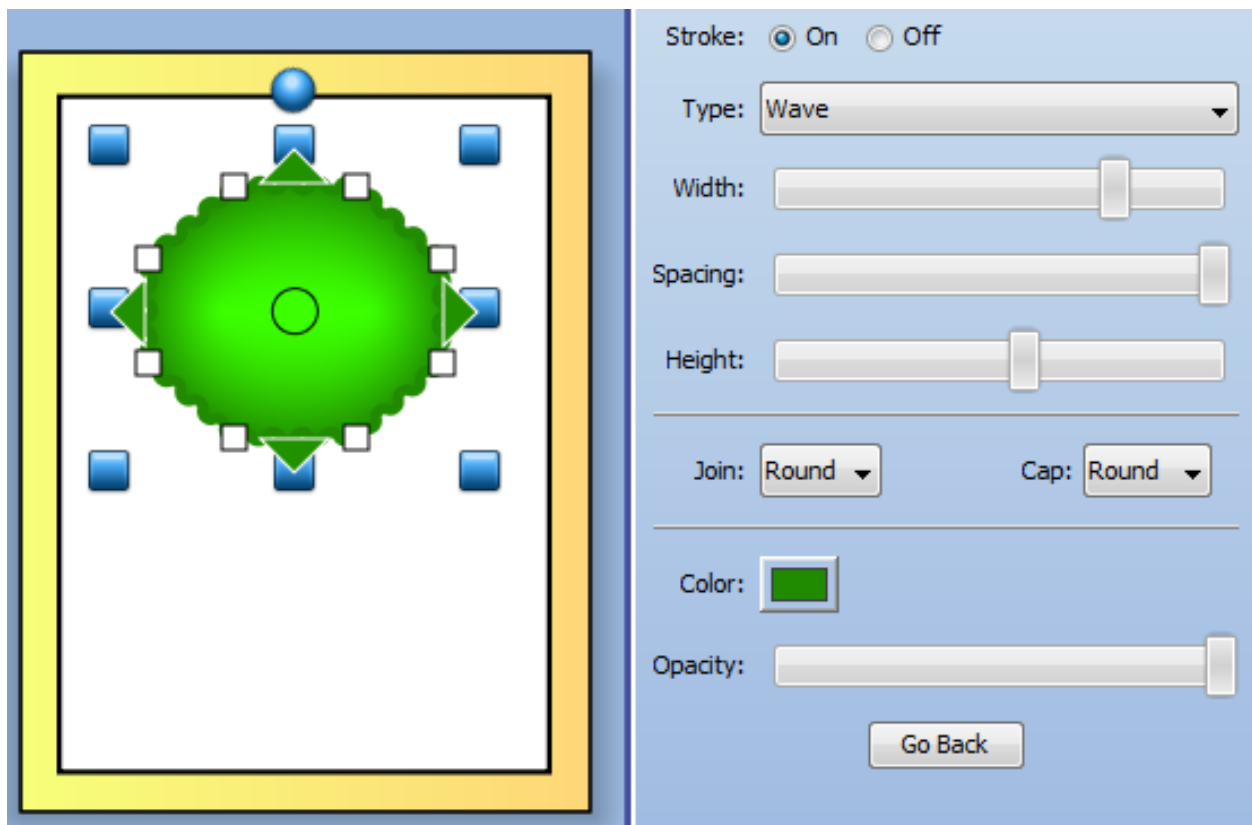 Stroke: On Off
Type: Wave
Width:
Spacing:
Height:
Join: Round Cap: Round
Color:
Opacity:
Go Back